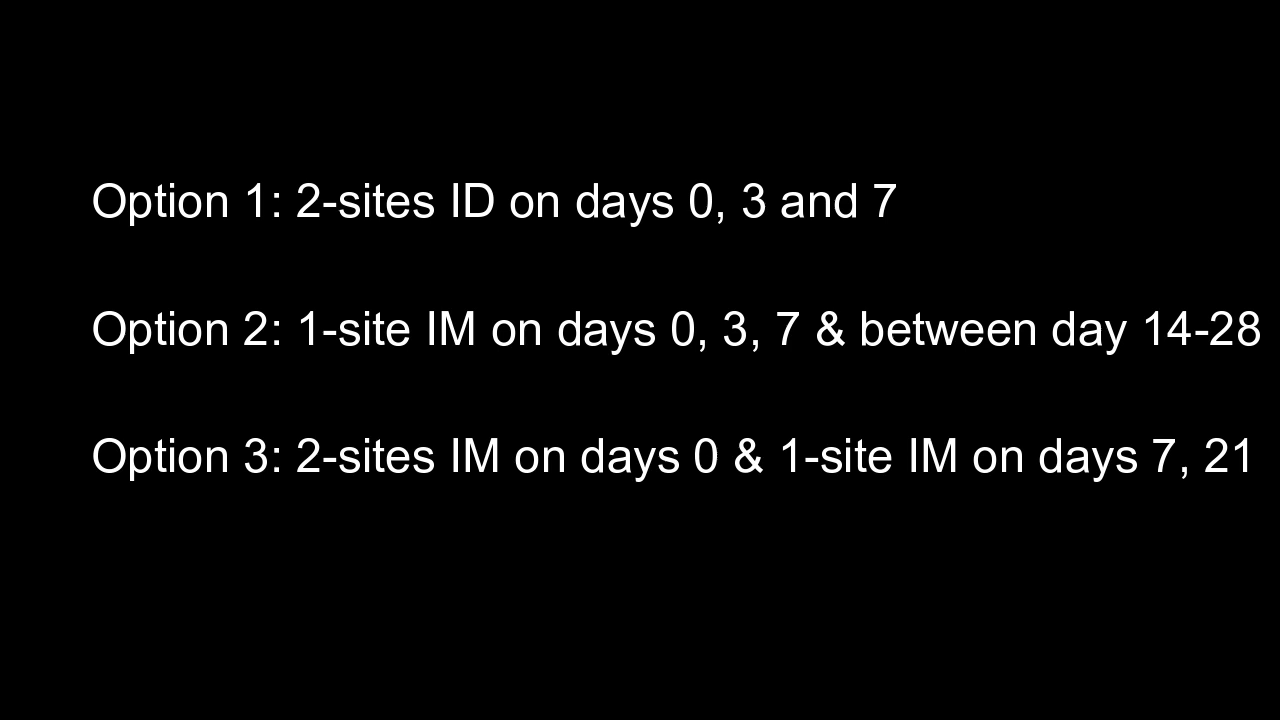 Option 1: 2-sites ID on days 0, 3 and 7
Option 2: 1-site IM on days 0, 3, 7 & between day 14-28
Option 3: 2-sites IM on days 0 & 1-site IM on days 7, 21